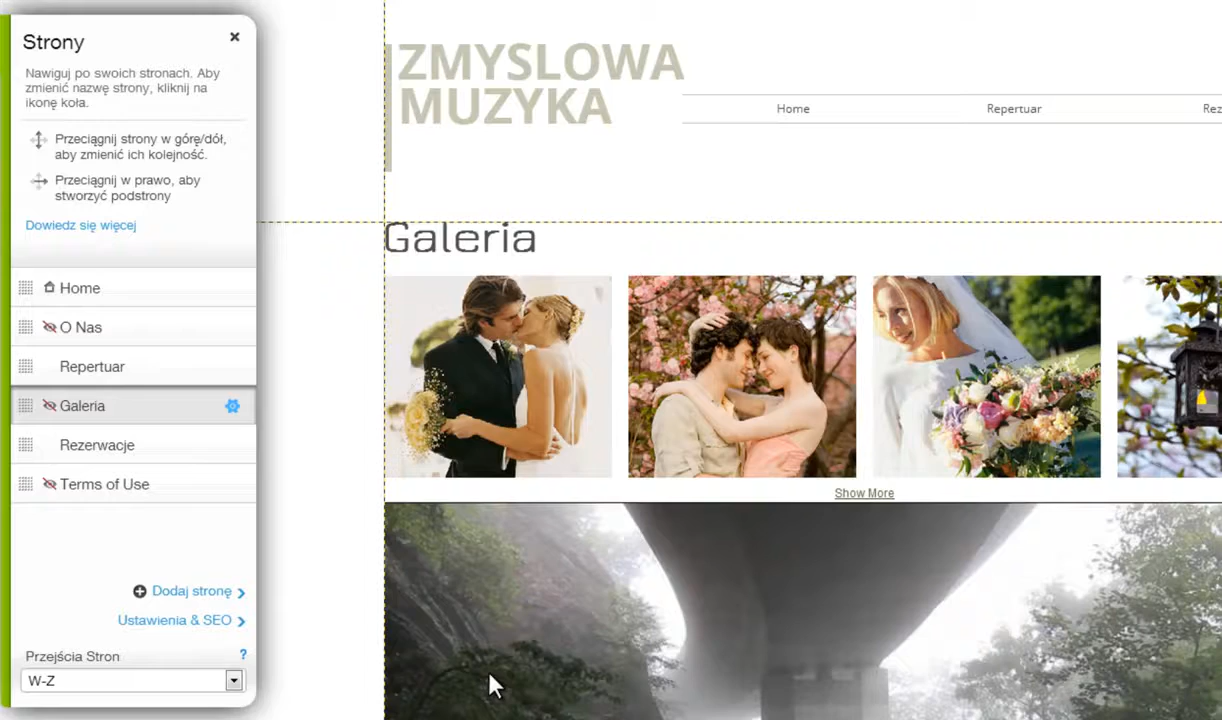 Strony
Nawiguj po swoich stronach. Aby
zmienić nazwę strony, kliknij na
ikonę koła.
Przeciągnij strony w górę/dół,
aby zmienić ich kolejność.
Przeciągnij w prawo, aby
stworzyć podstrony
Dowiedz się więcej
Home
O Nas
Repertuar
Galeria
Rezerwacje
Terms of Use
Dodaj stronę
Ustawienia & SEO
Przejścia Stron
?
W-Z
ZMYSLOWA
MUZYKA
Home Repertuar Rez
Galeria
Show More